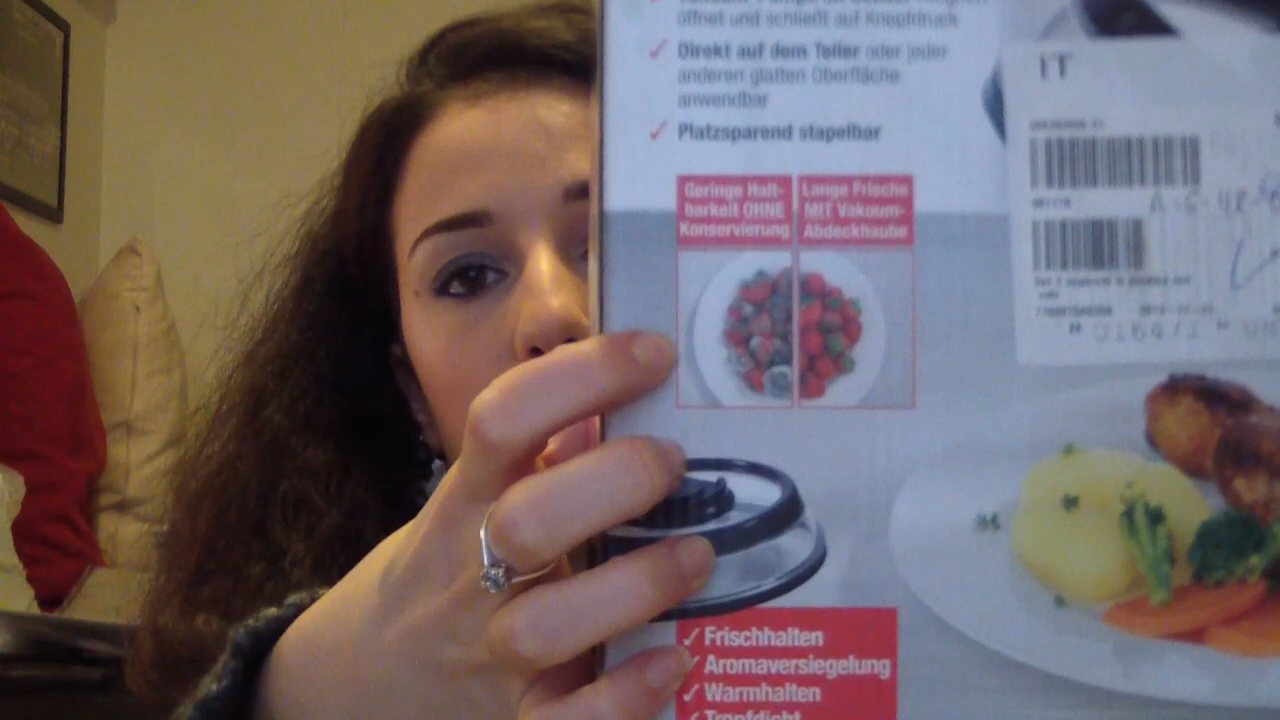 öffnet und schließt auf Knopfdruck
✓ Direkt auf dem Teller oder jeder
anderen glatten Oberfläche
anwendbar
✓ Platzsparend stapelbar
Geringe Halt-
barkeit OHNE
Konservierung
Lange Frische
MIT Vakuum-
Abdeckhaube
✓ Frischhalten
✓ Aromaversiegelung
✓ Warmhalten
✓ Tropfdicht
IT